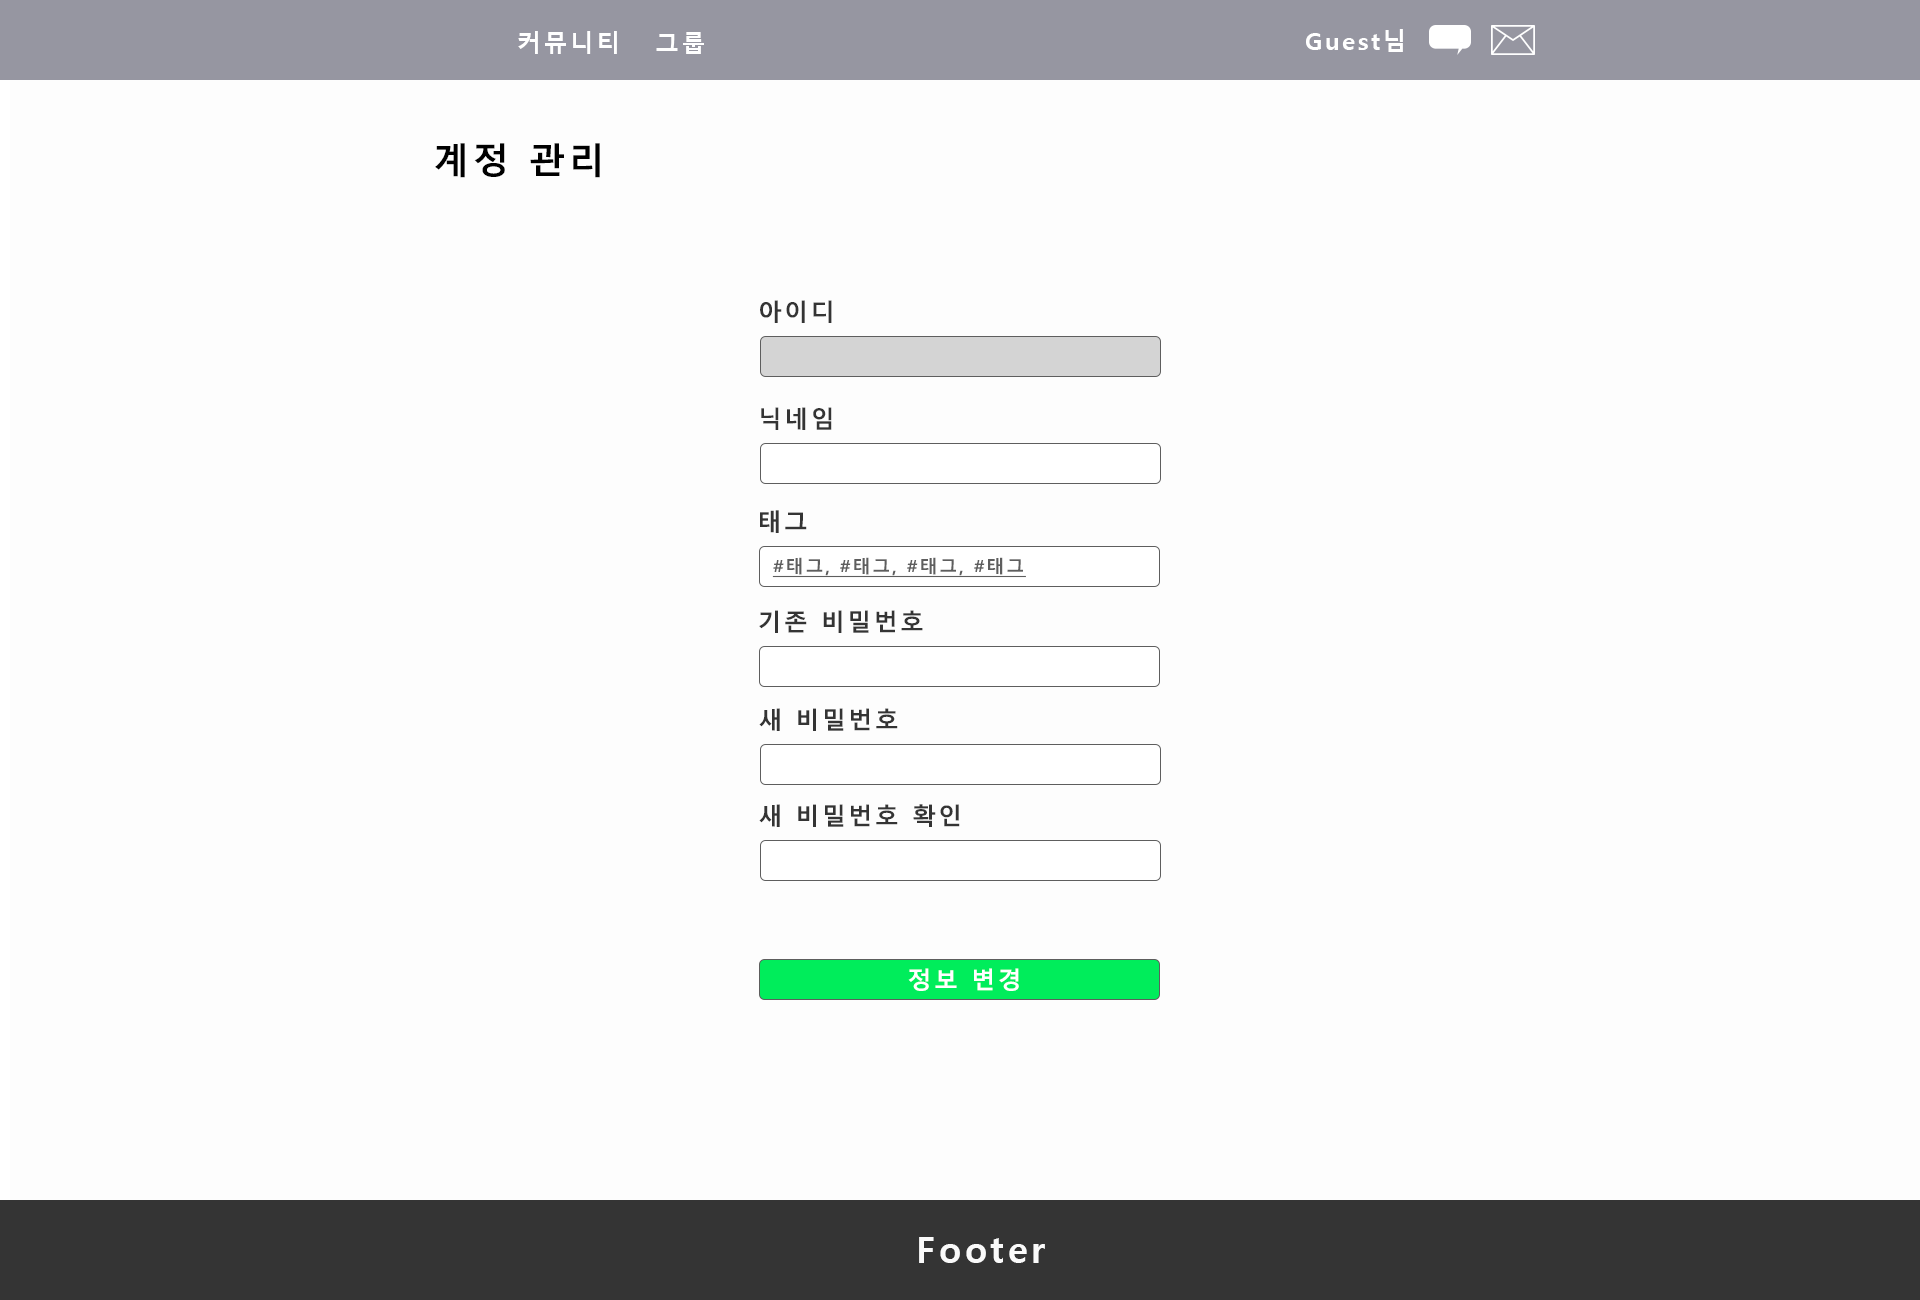 커뮤니티 그룹 Guest님
계정 관리
아이디
닉네임
태그
#태그, #태그, #태그, #태그
기존 비밀번호
새 비밀번호
새 비밀번호 확인
정보 변경
Footer